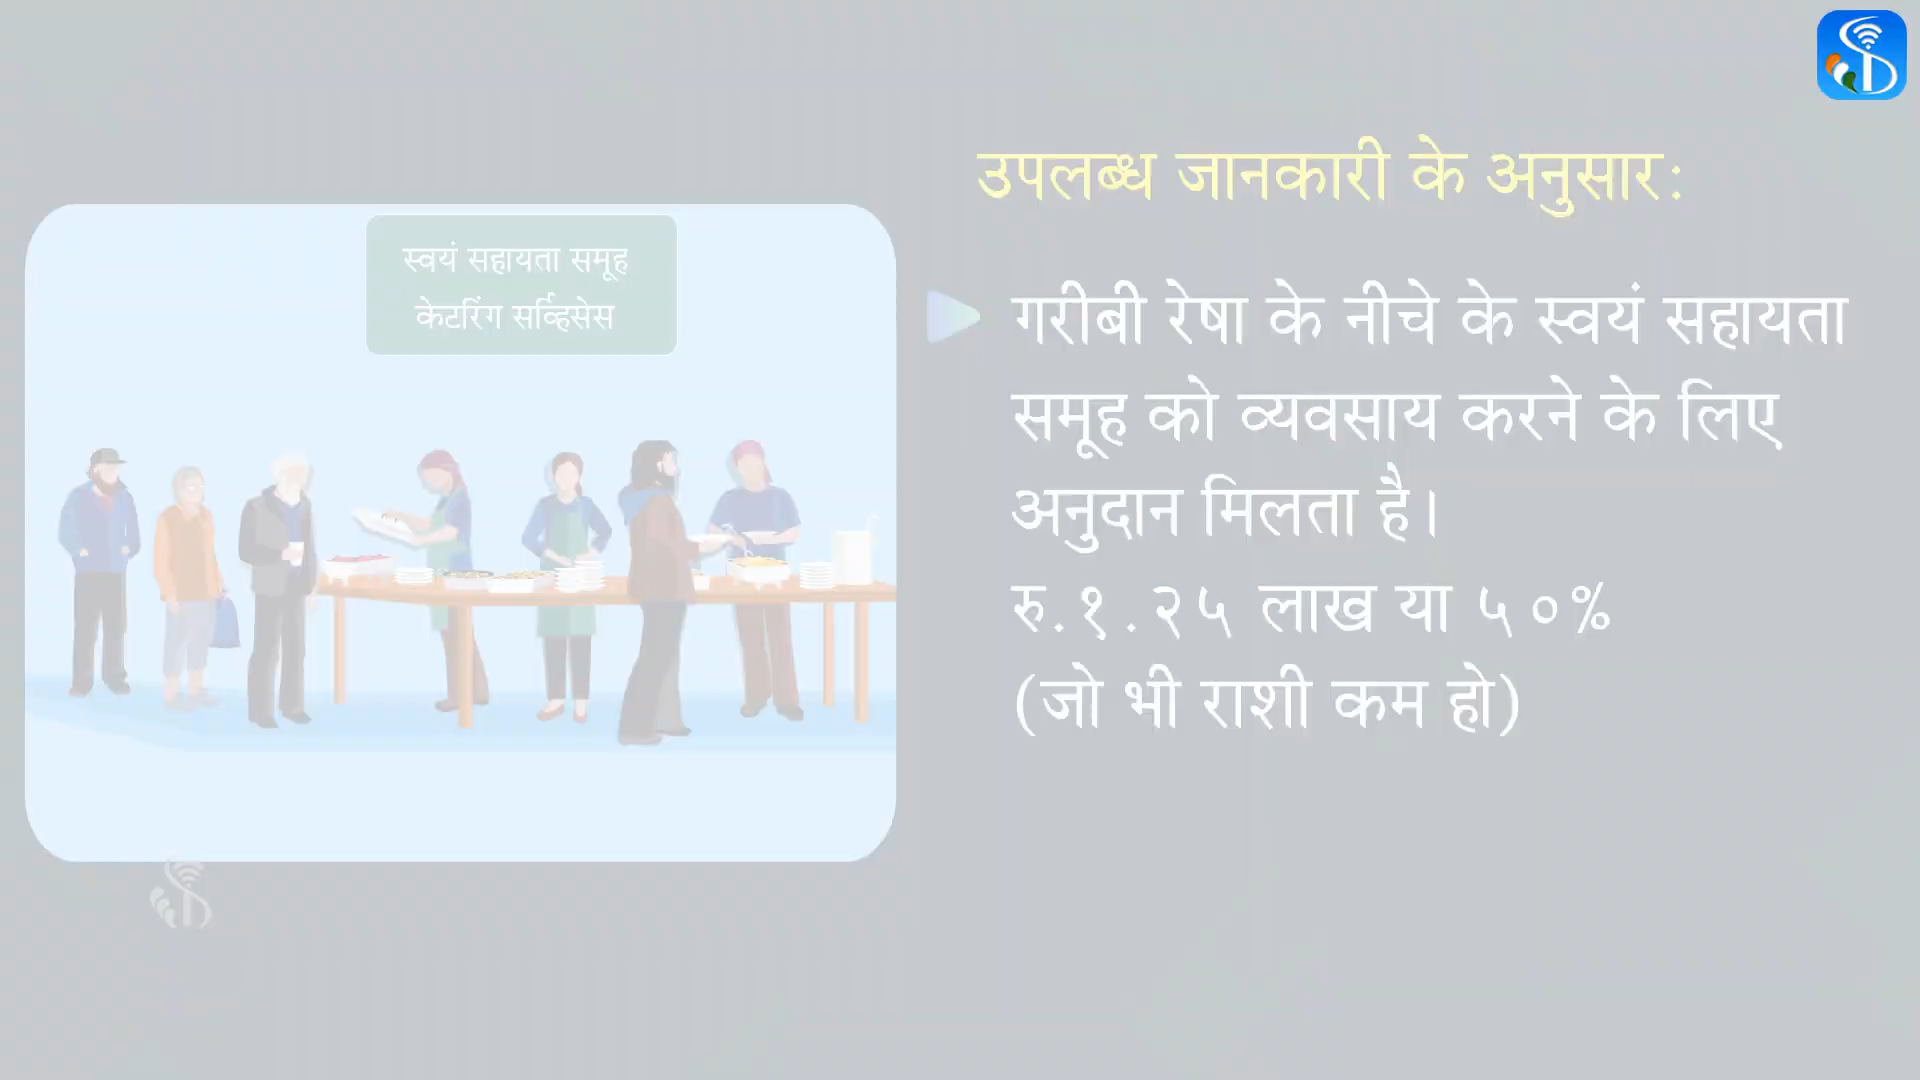 स्वयं सहायता समूह
केटरिंग सर्व्हिसेस
उपलब्ध जानकारी के अनुसार:
गरीबी रेषा के नीचे के स्वयं सहायता
समूह को व्यवसाय करने के लिए
अनुदान मिलता है।
रु.१.२५ लाख या ५०%
(जो भी राशी कम हो)